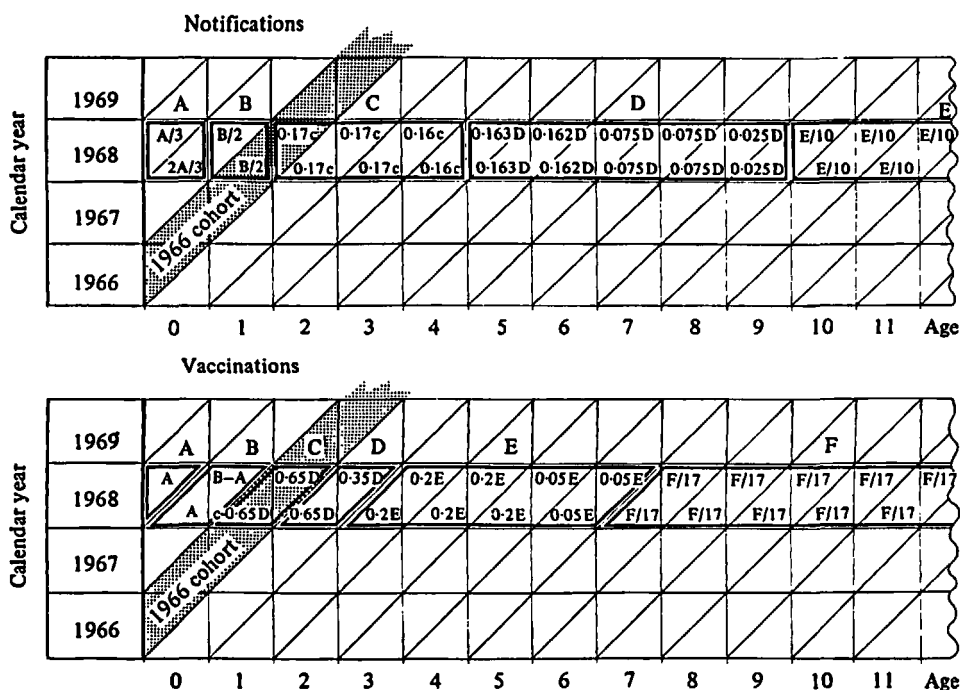 Notifications
Calendar year
1969 A B C D E
1968 A/3 B/2 0·17c 0·17c 0·16c 0·163D 0·162D 0·075D 0·075D 0·025D E/10 E/10 E/10
2A/3 B/2 0·17c 0·17c 0·16c 0·163D 0·162D 0·075D 0·075D 0·025D E/10 E/10
1967
1966 cohort
1966
0 1 2 3 4 5 6 7 8 9 10 11 Age
Vaccinations
Calendar year
1969 A B C D E F
1968 A B−A 0·65D 0·35D 0·2E 0·2E 0·05E 0·05E F/17 F/17 F/17 F/17 F/17
A c-0·65D 0·65D 0·2E 0·2E 0·2E 0·05E F/17 F/17 F/17 F/17 F/17
1967
1966 cohort
1966
0 1 2 3 4 5 6 7 8 9 10 11 Age